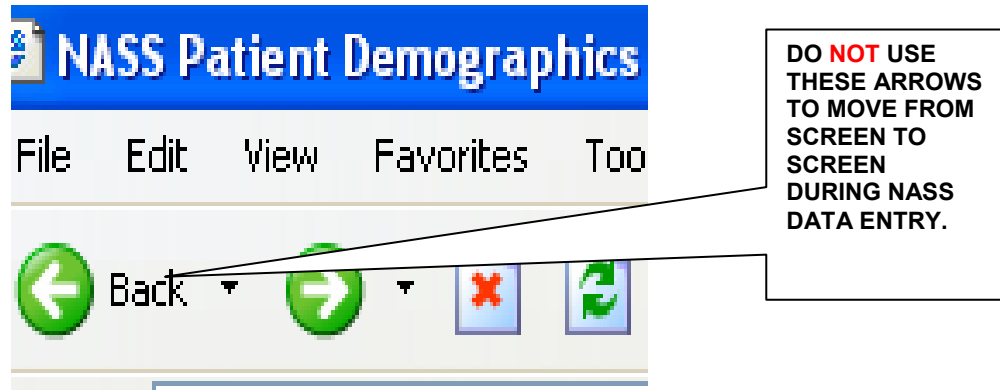 NASS Patient Demographics
File Edit View Favorites Too
Back
DO NOT USE
THESE ARROWS
TO MOVE FROM
SCREEN TO
SCREEN
DURING NASS
DATA ENTRY.